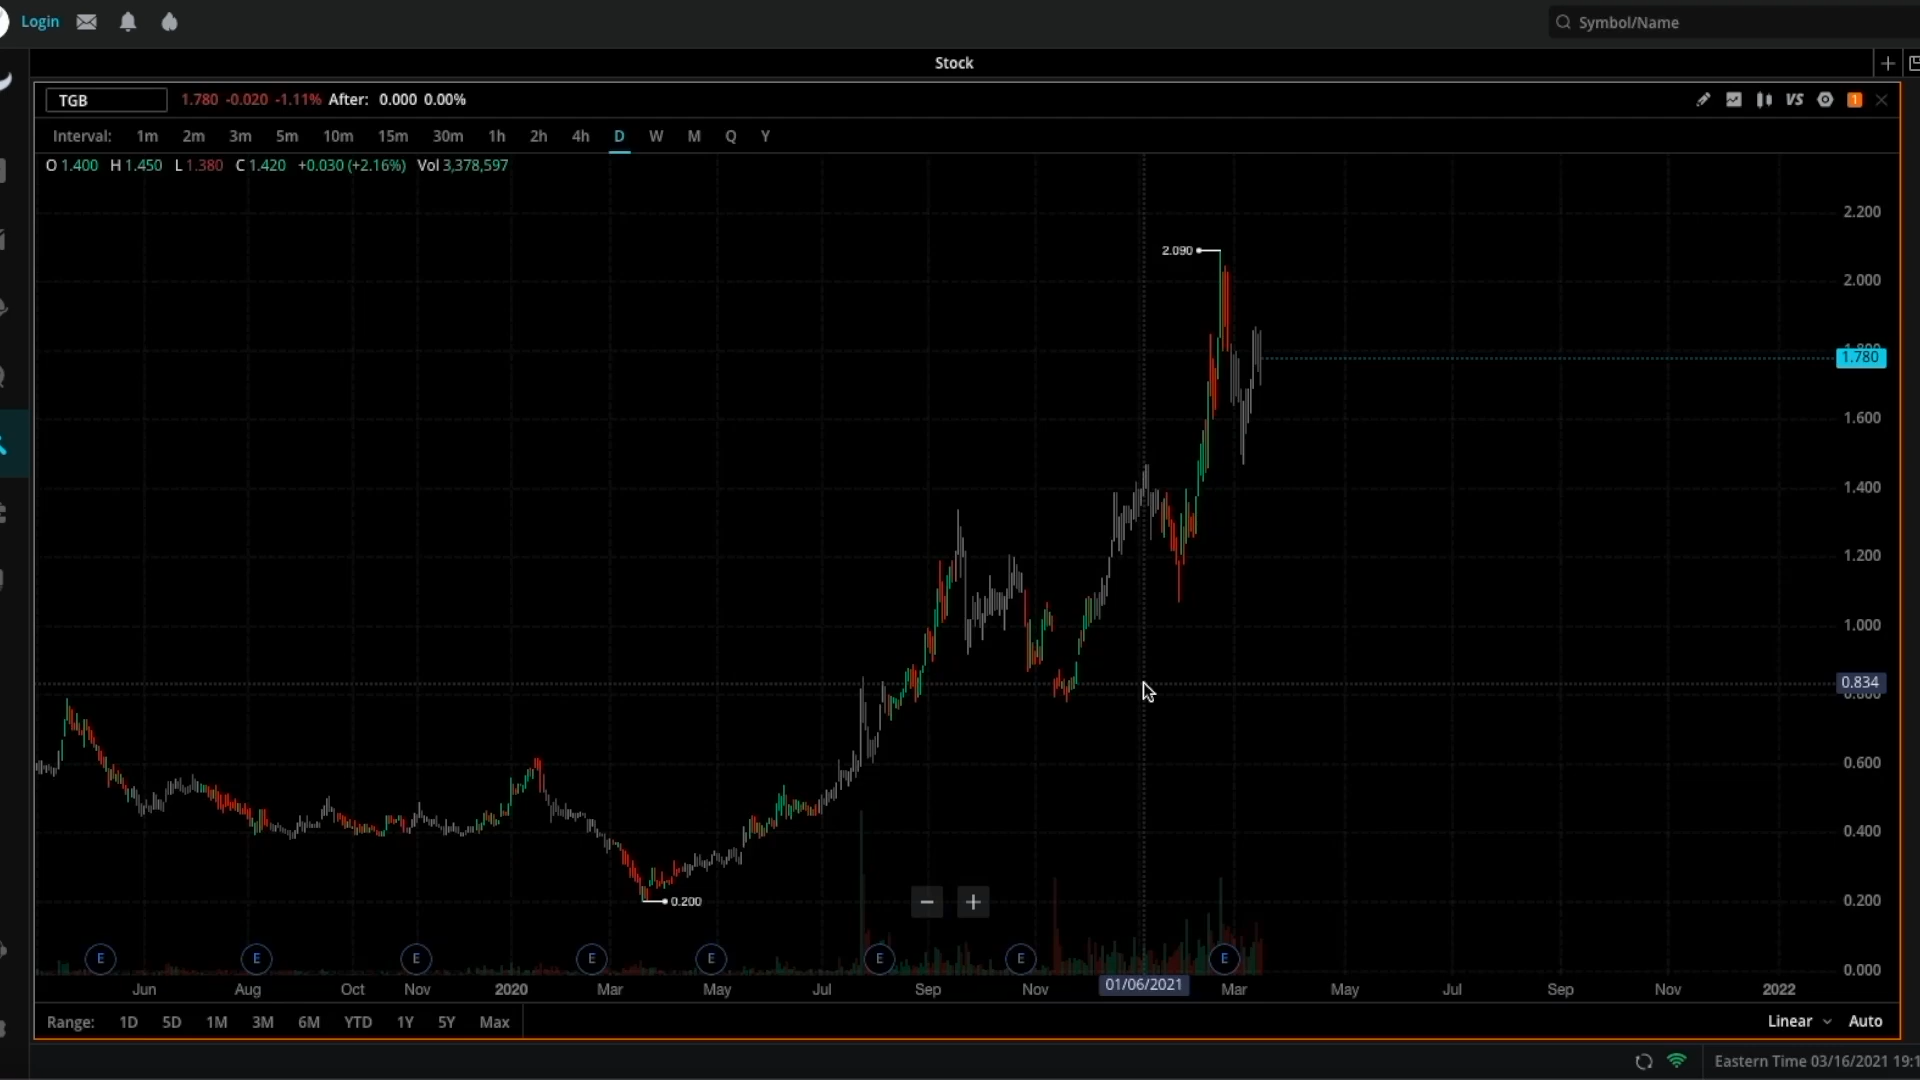 Login
Symbol/Name
Stock
TGB 1.780 -0.020 -1.11% After: 0.000 0.00% VS 1
Interval: 1m 2m 3m 5m 10m 15m 30m 1h 2h 4h D W M Q Y
O 1.400 H 1.450 L 1.380 C 1.420 +0.030 (+2.16%) Vol 3,378,597
2.200
2.090
2.000
1.780
1.600
1.400
1.200
1.000
0.834
0.600
0.400
0.200
0.200
E E E E E E E E
0.000
Jun Aug Oct Nov 2020 Mar May Jul Sep Nov 01/06/2021 Mar May Jul Sep Nov 2022
Range: 1D 5D 1M 3M 6M YTD 1Y 5Y Max Linear Auto
Eastern Time 03/16/2021 19:1